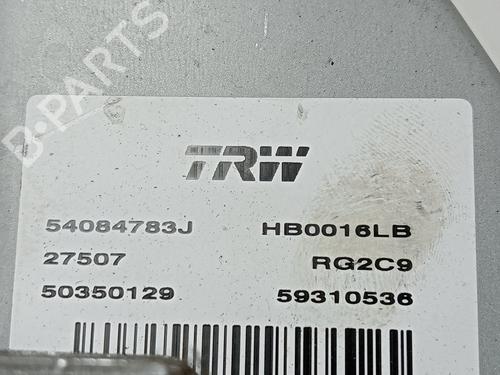 B-PARTS
TRW
54084783J HB0016LB
27507 RG2C9
50350129 59310536